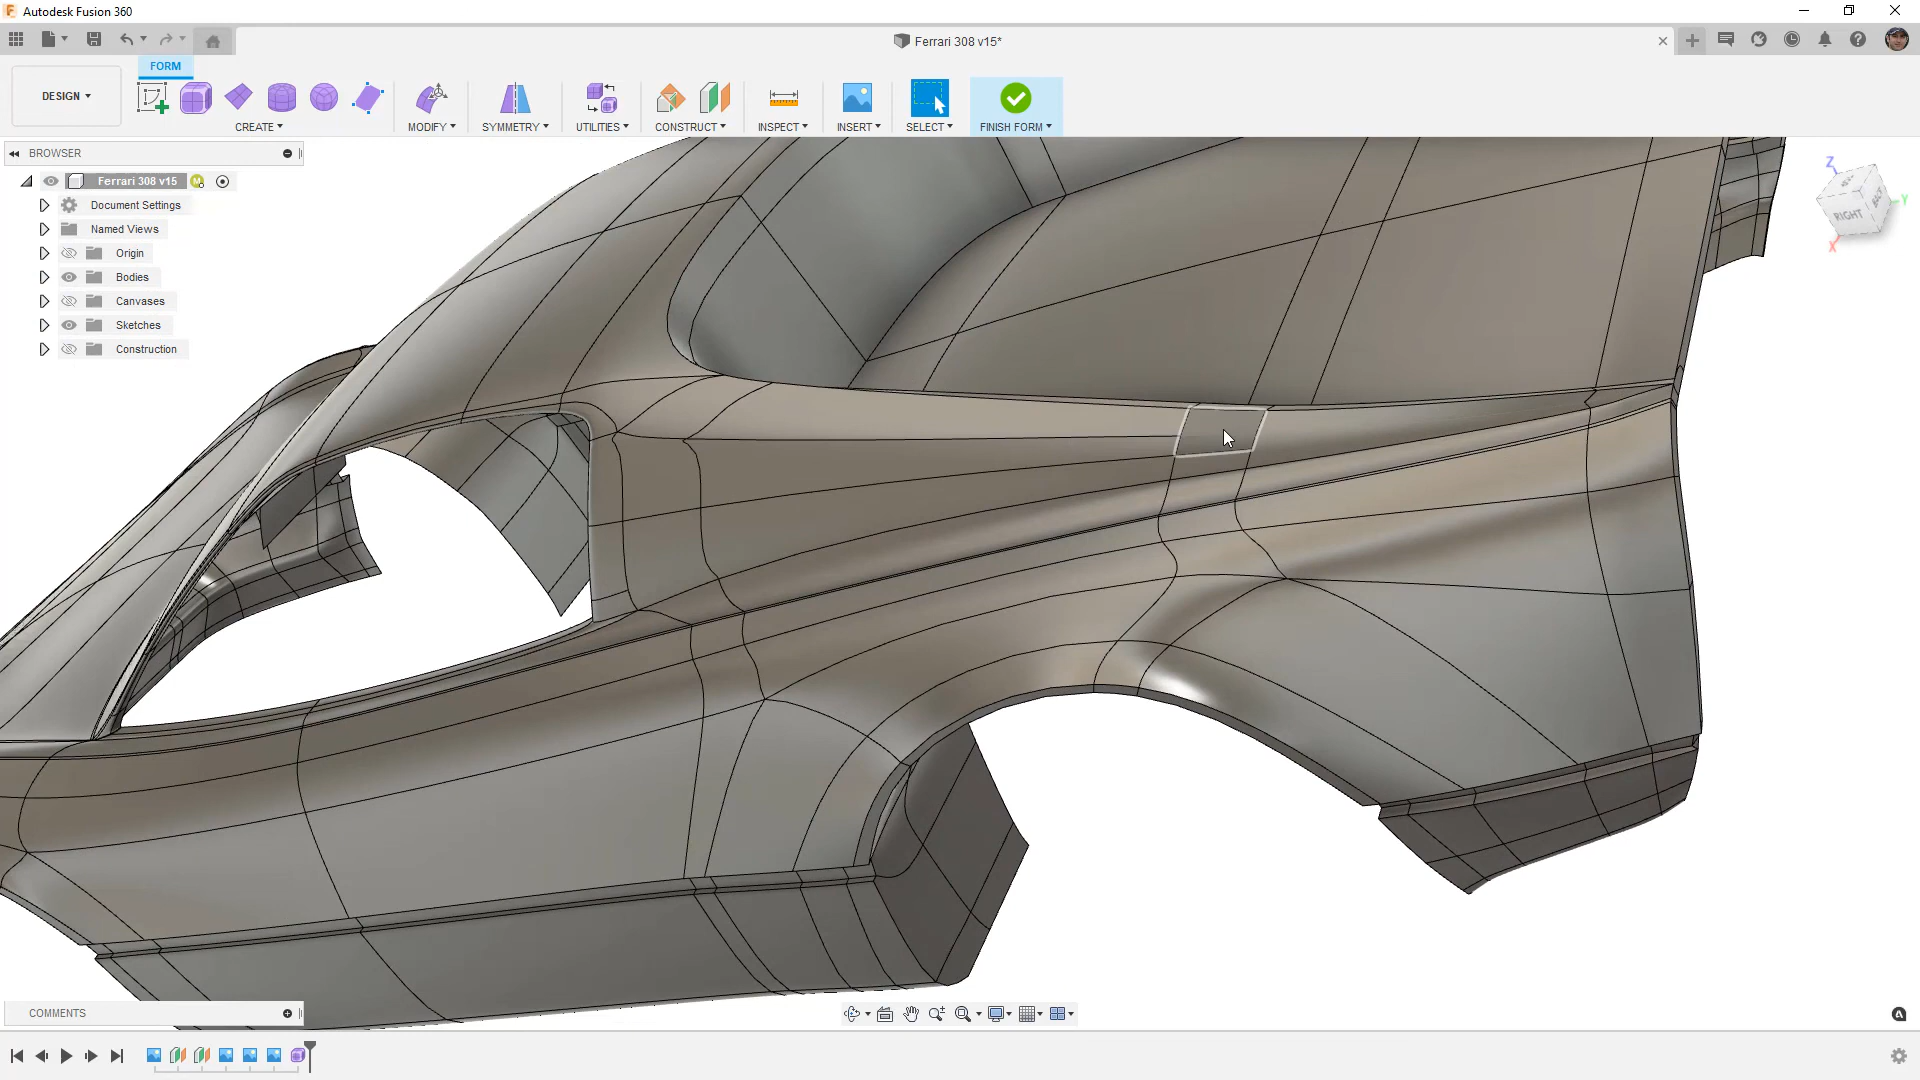 Autodesk Fusion 360
Ferrari 308 v15*
FORM
DESIGN
CREATE
MODIFY
SYMMETRY
UTILITIES
CONSTRUCT
INSPECT
INSERT
SELECT
FINISH FORM
BROWSER
Ferrari 308 v15
Document Settings
Named Views
Origin
Bodies
Canvases
Sketches
Construction
Z
Y
X
RIGHT
COMMENTS